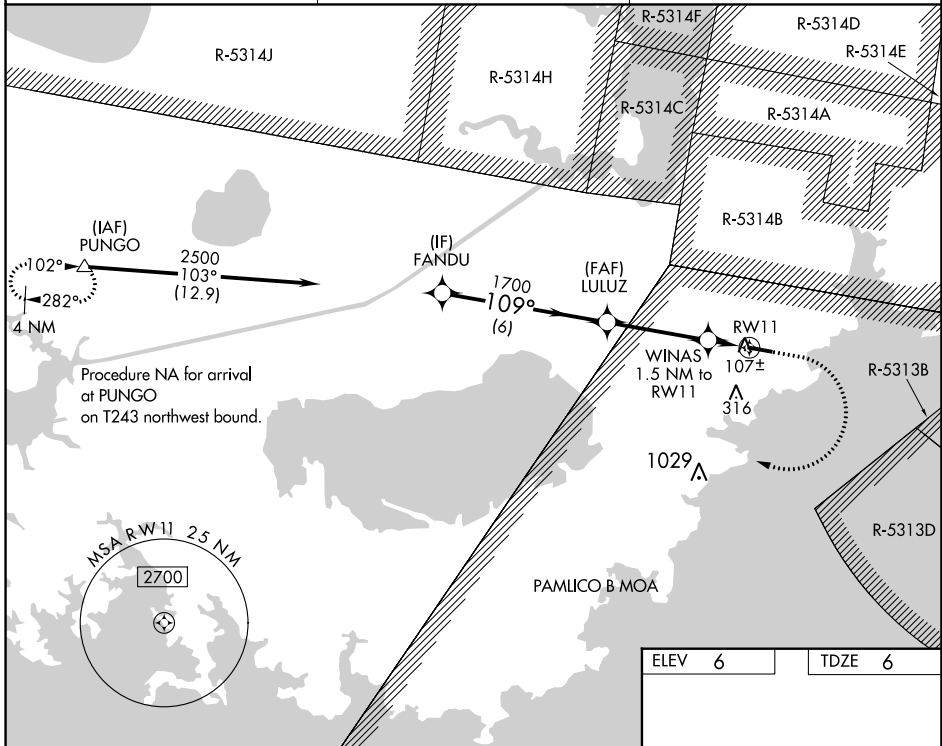 R-5314F
R-5314D
R-5314J
R-5314E
R-5314H
R-5314C
R-5314A
R-5314B
(IAF)
PUNGO
2500
103°
(12.9)
102°
282°
4 NM
(IF)
FANDU
1700
109°
(6)
(FAF)
LULUZ
RW11
107±
WINAS
1.5 NM to
RW11
316
1029
R-5313B
Procedure NA for arrival
at PUNGO
on T243 northwest bound.
R-5313D
MSA RW11 25 NM
2700
PAMLICO B MOA
ELEV 6
TDZE 6